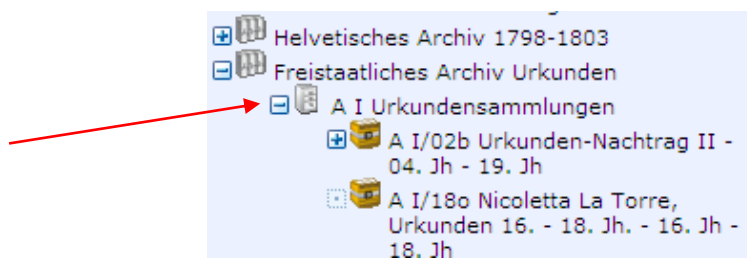 Helvetisches Archiv 1798-1803
Freistaatliches Archiv Urkunden
A I Urkundensammlungen
A I/02b Urkunden-Nachtrag II -
04. Jh - 19. Jh
A I/18o Nicoletta La Torre,
Urkunden 16. - 18. Jh. - 16. Jh -
18. Jh